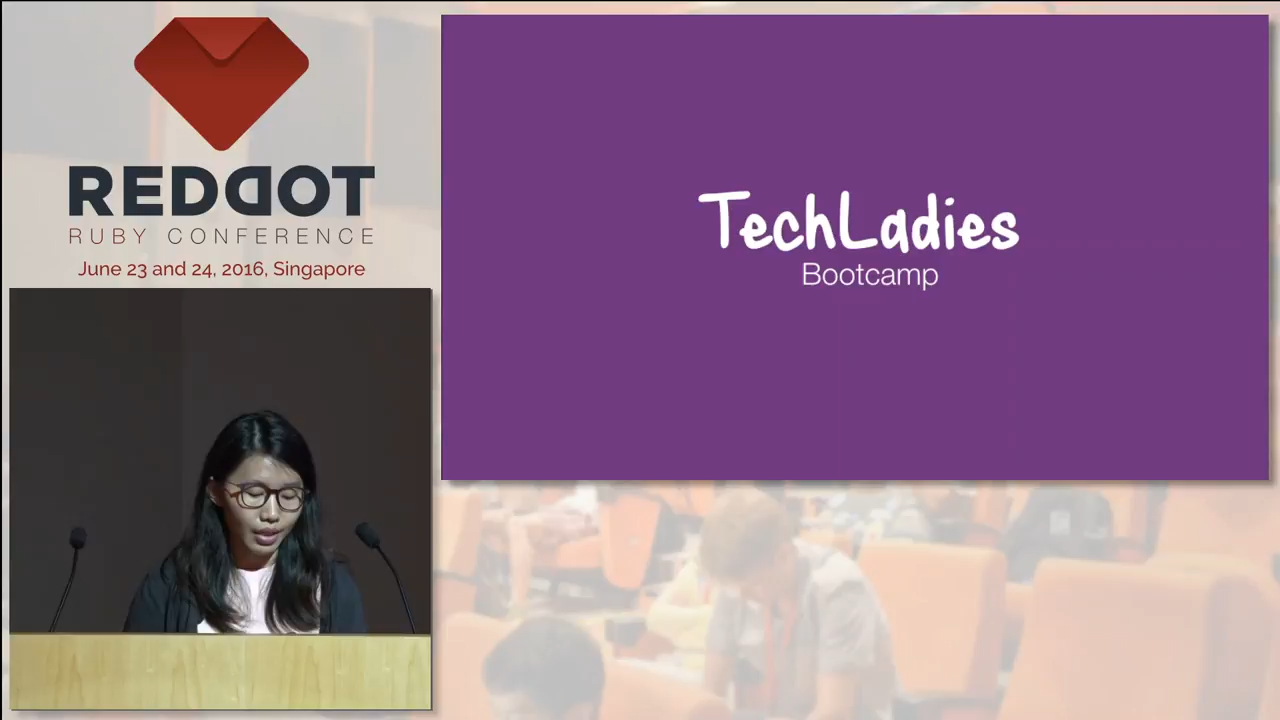 REDDOT
RUBY CONFERENCE
June 23 and 24, 2016, Singapore
TechLadies
Bootcamp